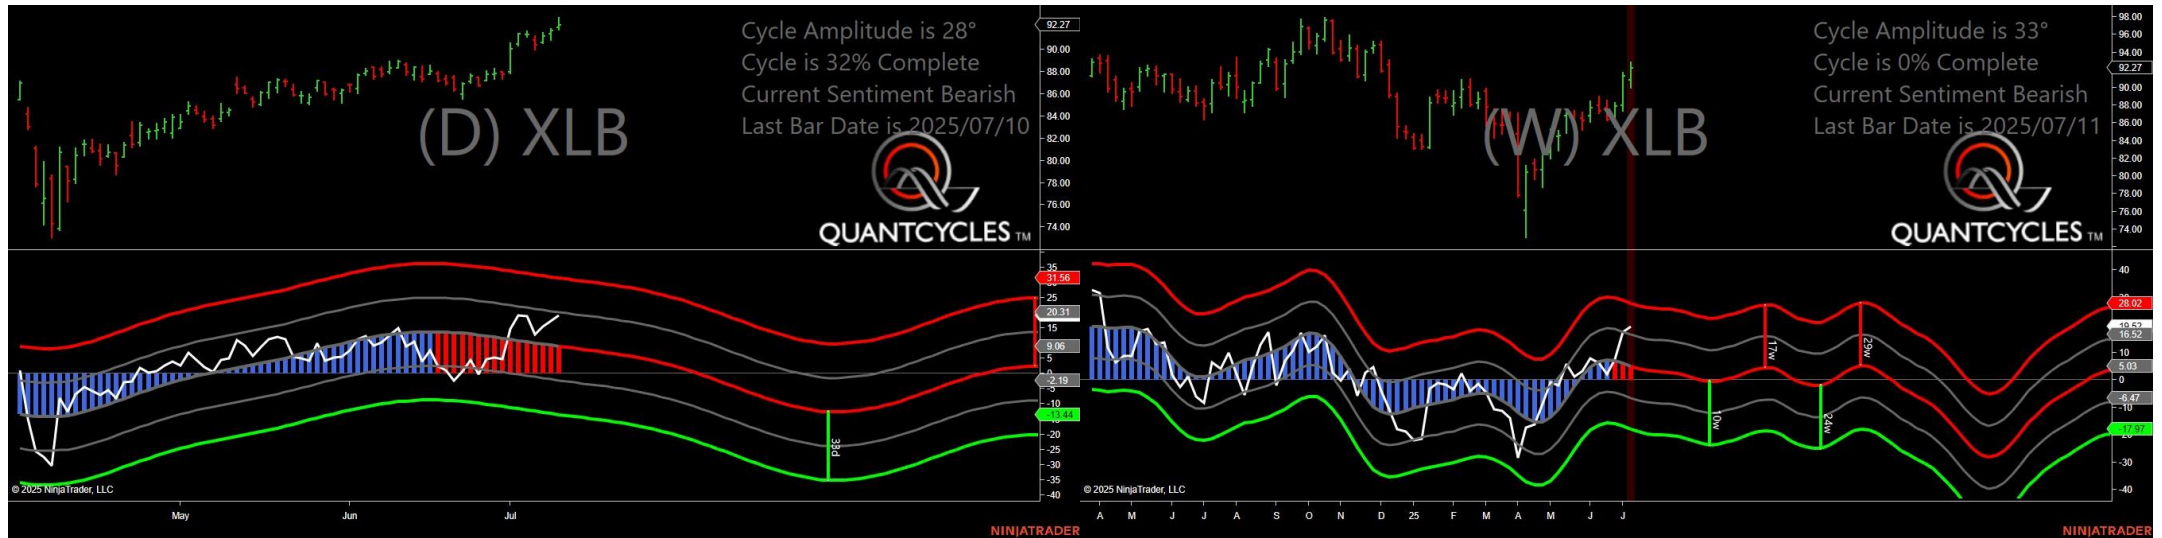 Cycle Amplitude is 28°
Cycle is 32% Complete
Current Sentiment Bearish
Last Bar Date is 2025/07/10
(D) XLB
QUANTCYCLES TM
92.27
90.00
88.00
86.00
84.00
82.00
80.00
78.00
76.00
74.00
35
31.56
25
20.31
15
9.06
5
0
-2.19
-5
-10
-13.44
-20
-25
-30
-35
-40
33d
© 2025 NinjaTrader, LLC
May Jun Jul
NINJATRADER
Cycle Amplitude is 33°
Cycle is 0% Complete
Current Sentiment Bearish
Last Bar Date is 2025/07/11
(W) XLB
QUANTCYCLES TM
98.00
96.00
94.00
92.27
90.00
88.00
86.00
84.00
82.00
80.00
78.00
76.00
74.00
40
28.02
19.52
16.52
10
5.03
0
-6.47
-10
-17.97
-30
-40
10w
17w
24w
29w
© 2025 NinjaTrader, LLC
A M J J A S O N D 25 F M A M J J
NINJATRADER